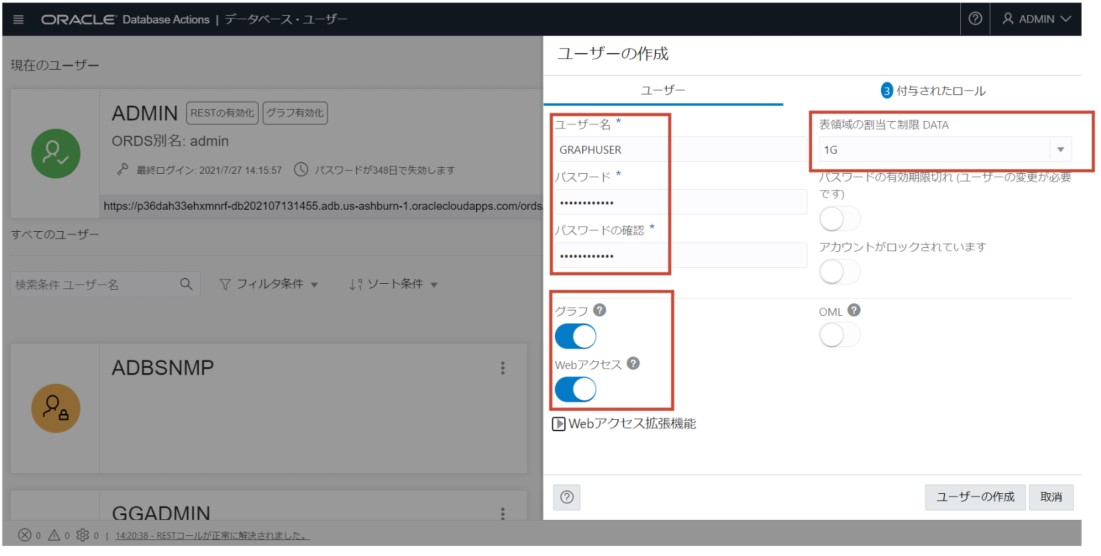 ORACLE Database Actions | データベース・ユーザー
ADMIN
現在のユーザー
ADMIN RESTの有効化 グラフ有効化
ORDS別名: admin
最終ログイン: 2021/7/27 14:15:57 パスワードが348日で失効します
https://p36dah33ehxmnrf-db202107131455.adb.us-ashburn-1.oraclecloudapps.com/ords
すべてのユーザー
検索条件 ユーザー名 フィルタ条件 ソート条件
ADBSNMP
GGADMIN
0 0 0 | 14:20:38 - RESTコールが正常に解決されました。
ユーザーの作成
ユーザー
3 付与されたロール
ユーザー名 *
GRAPHUSER
パスワード *
••••••••••••
パスワードの確認 *
••••••••••••
表領域の割当て制限 DATA
1G
パスワードの有効期限切れ (ユーザーの変更が必要
です)
アカウントがロックされています
グラフ ?
OML ?
Webアクセス ?
Webアクセス拡張機能
?
ユーザーの作成 取消